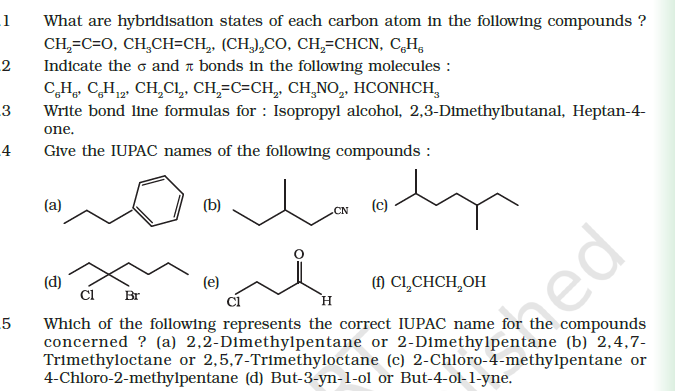 .1 What are hybridisation states of each carbon atom in the following compounds ?
CH₂=C=O, CH₃CH=CH₂, (CH₃)₂CO, CH₂=CHCN, C₆H₆
.2 Indicate the σ and π bonds in the following molecules :
C₆H₆, C₆H₁₂, CH₂Cl₂, CH₂=C=CH₂, CH₃NO₂, HCONHCH₃
.3 Write bond line formulas for : Isopropyl alcohol, 2,3-Dimethylbutanal, Heptan-4-
one.
.4 Give the IUPAC names of the following compounds :
(a) (b) CN (c)
(d) Cl Br (e) O Cl H (f) Cl₂CHCH₂OH
.5 Which of the following represents the correct IUPAC name for the compounds
concerned ? (a) 2,2-Dimethylpentane or 2-Dimethylpentane (b) 2,4,7-
Trimethyloctane or 2,5,7-Trimethyloctane (c) 2-Chloro-4-methylpentane or
4-Chloro-2-methylpentane (d) But-3-yn-1-ol or But-4-ol-1-yne.